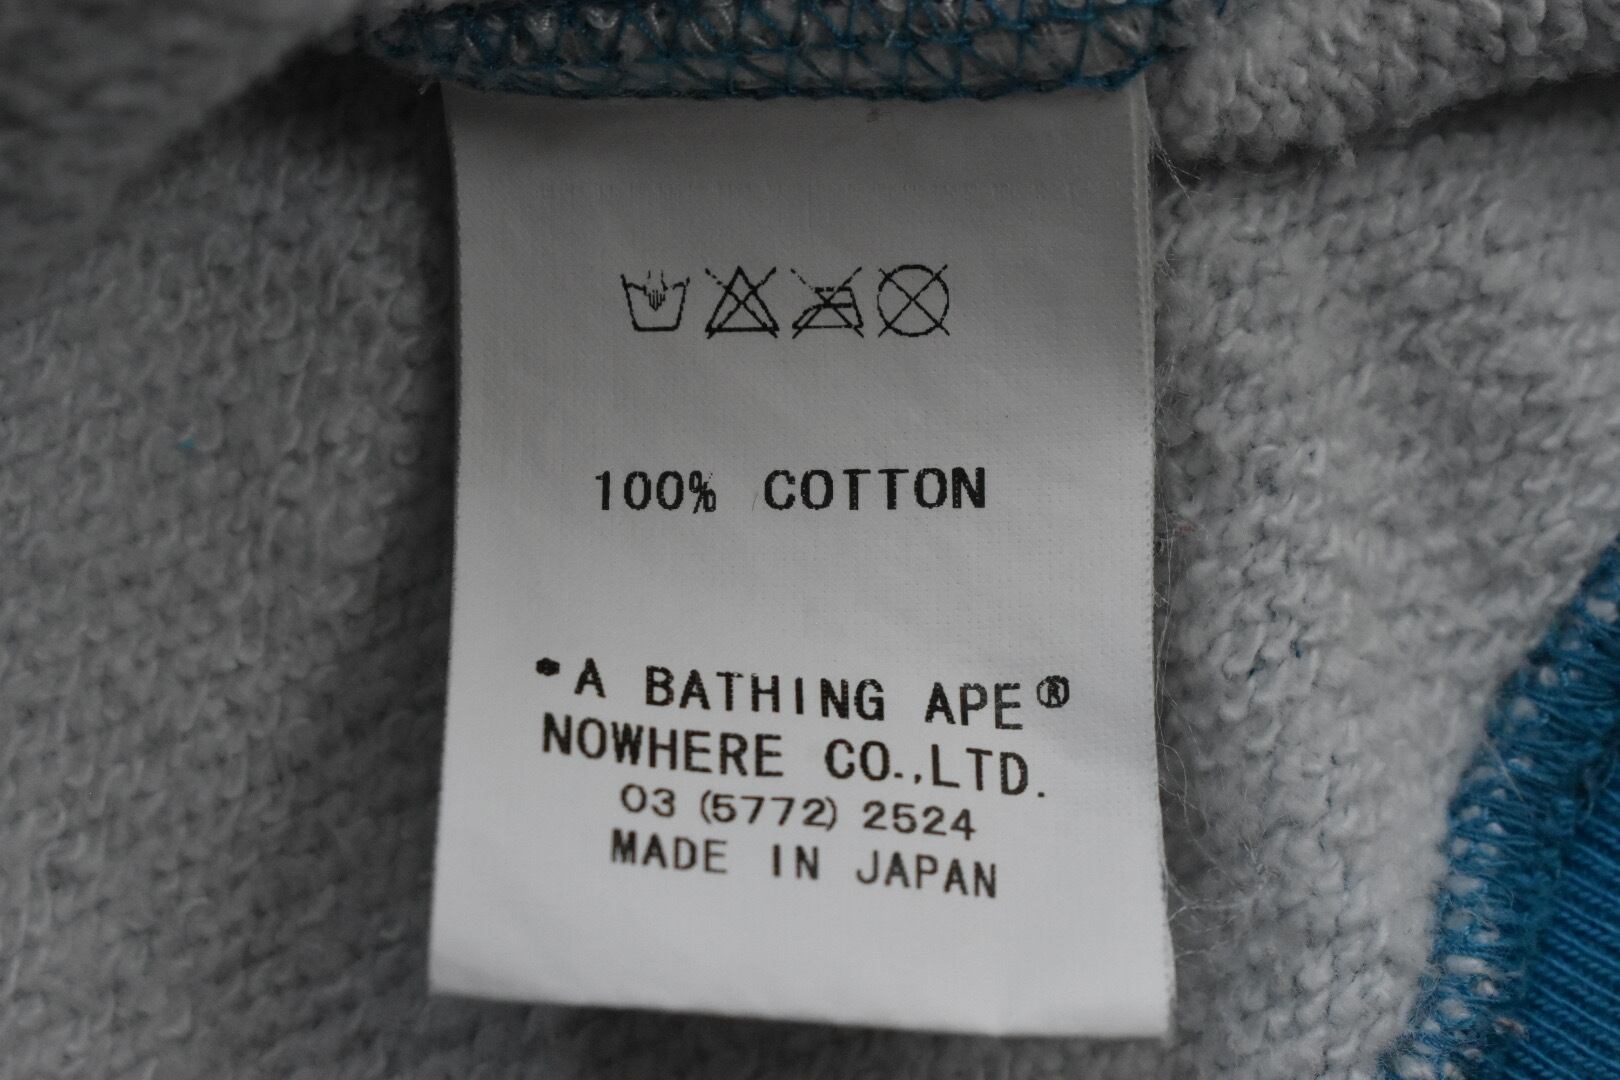 100% COTTON
*A BATHING APE®
NOWHERE CO.,LTD.
03 (5772) 2524
MADE IN JAPAN